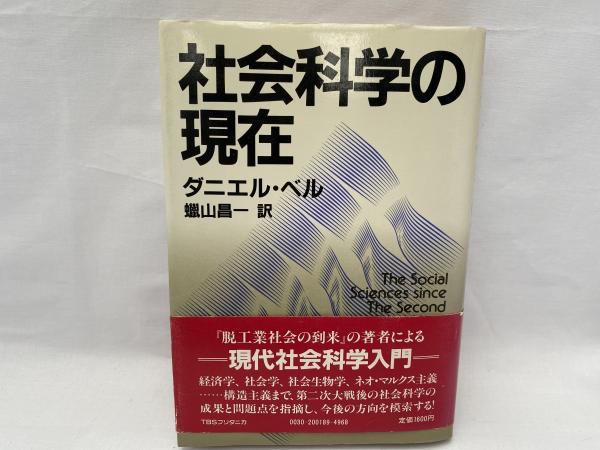 社会科学の
現在
ダニエル・ベル
蠟山昌一 訳
The Social
Sciences since
The Second
『脱工業社会の到来』の著者による
―現代社会科学入門―
経済学、社会学、社会生物学、ネオ・マルクス主義
……構造主義まで、第二次大戦後の社会科学の
成果と問題点を指摘し、今後の方向を模索する!
TBSブリタニカ 0030-200189-4968 定価1600円